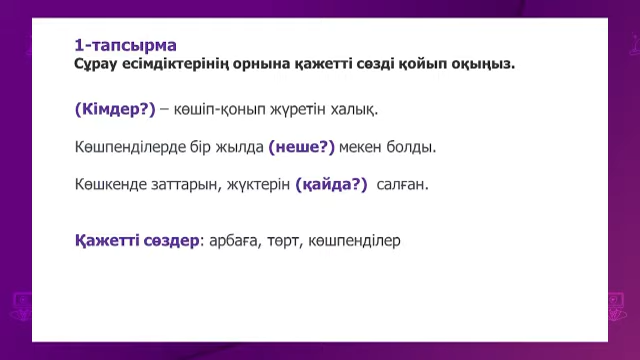 1-тапсырма
Сұрау есімдіктерінің орнына қажетті сөзді қойып оқыңыз.
(Кімдер?) – көшіп-қонып жүретін халық.
Көшпенділерде бір жылда (неше?) мекен болды.
Көшкенде заттарын, жүктерін (қайда?) салған.
Қажетті сөздер: арбаға, төрт, көшпенділер